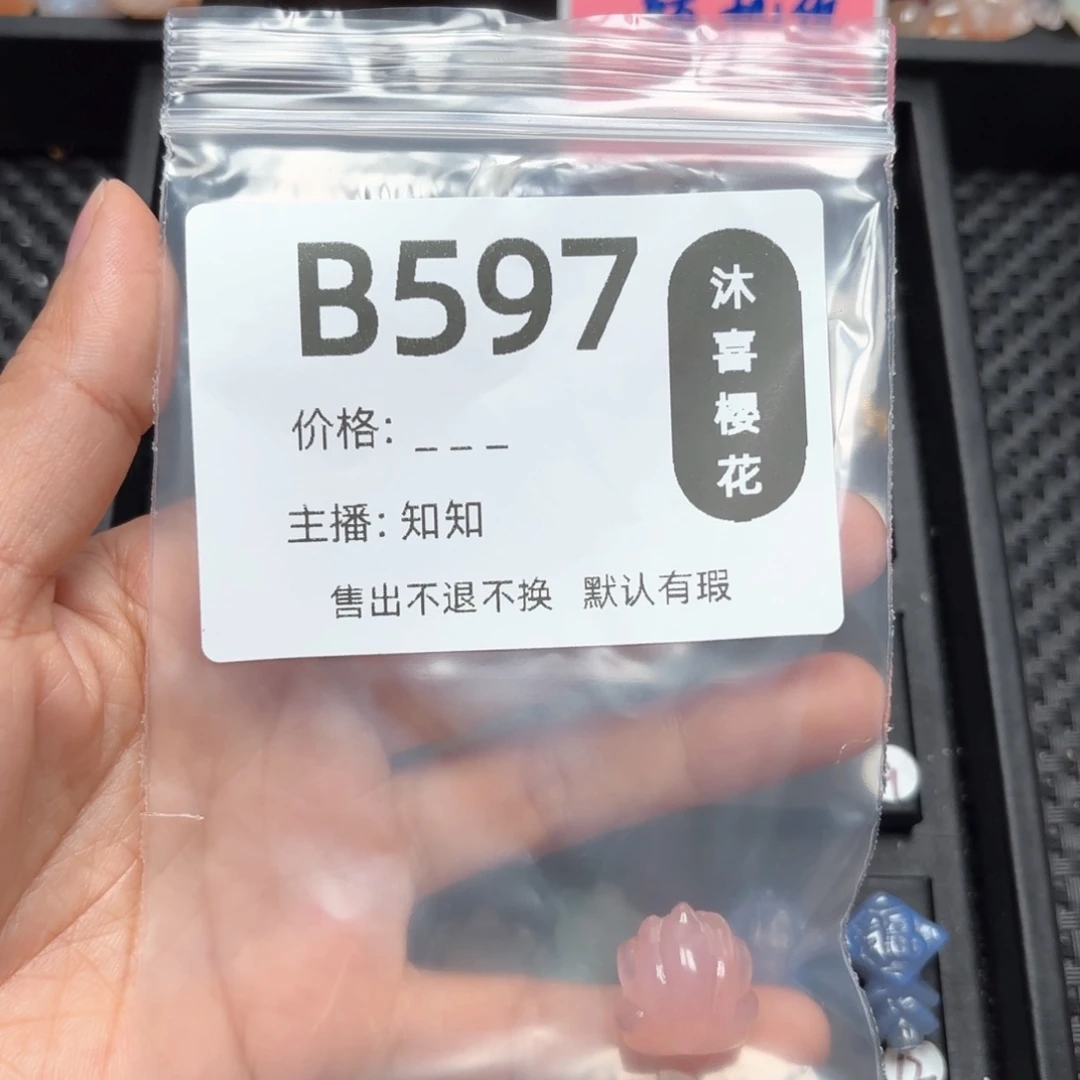 B597
沐喜樱花
价格: _ _ _
主播: 知知
售出不退不换 默认有瑕
福